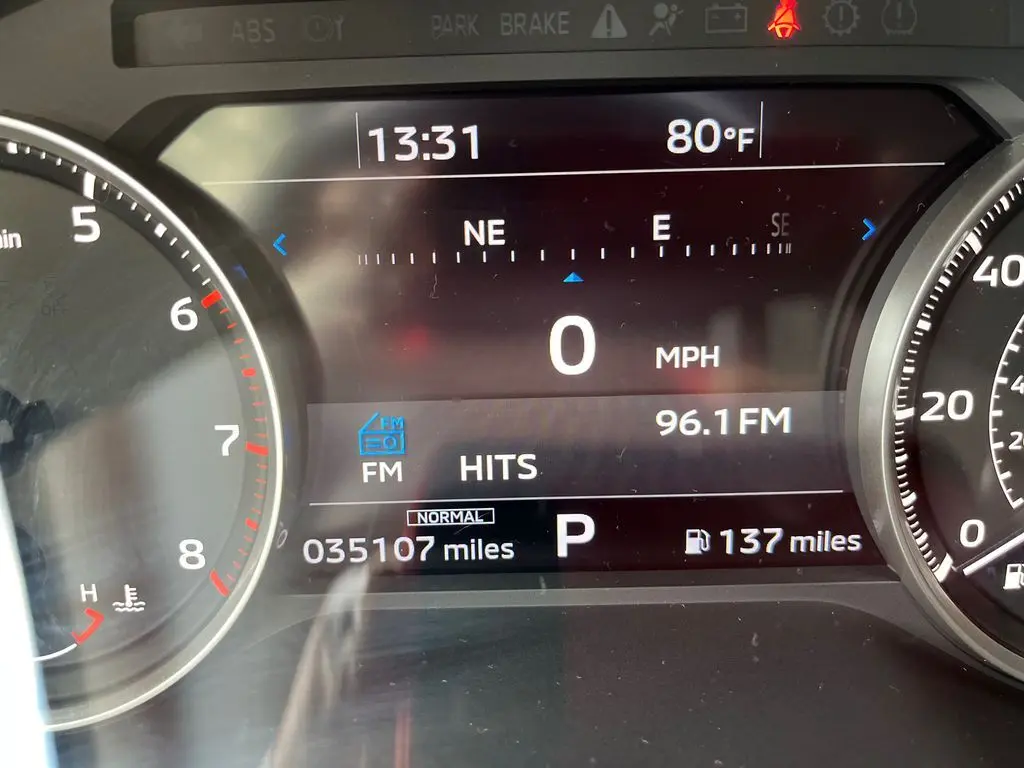 ABS
PARK BRAKE
13:31 80°F
NE E SE
0 MPH
FM
96.1 FM
FM HITS
NORMAL
035107 miles P 137 miles
5
6
7
8
H
40
20
0